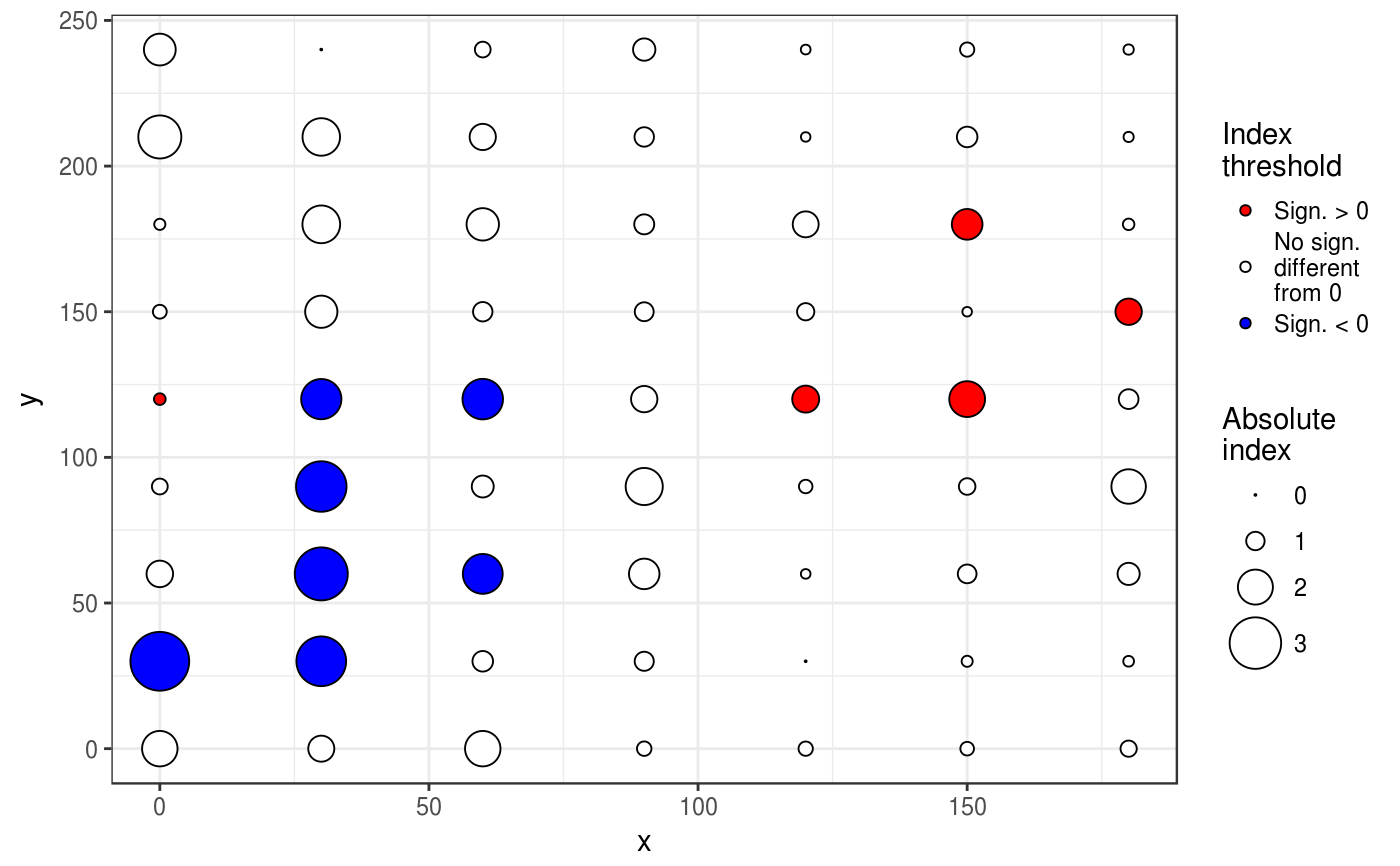 250
200
150
100
50
0
0
50
100
150
x
y
Index
threshold
Sign. > 0
No sign.
different
from 0
Sign. < 0
Absolute
index
0
1
2
3